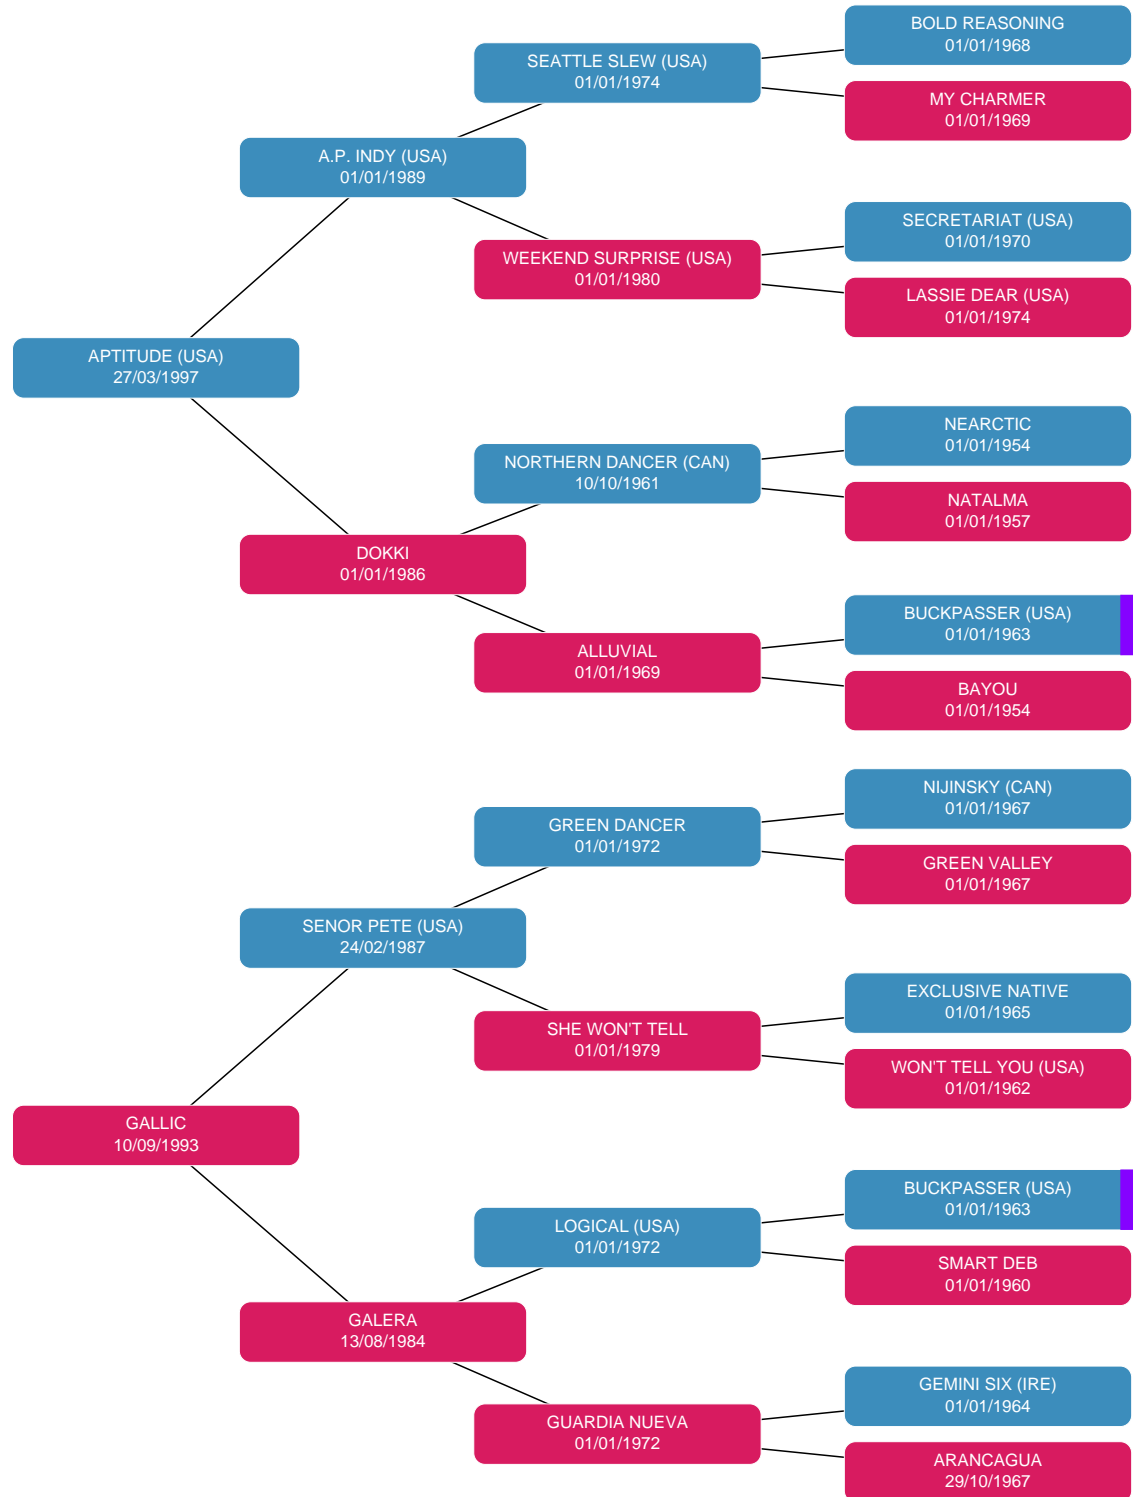 BOLD REASONING
01/01/1968
SEATTLE SLEW (USA)
01/01/1974
MY CHARMER
01/01/1969
A.P. INDY (USA)
01/01/1989
SECRETARIAT (USA)
01/01/1970
WEEKEND SURPRISE (USA)
01/01/1980
LASSIE DEAR (USA)
01/01/1974
APTITUDE (USA)
27/03/1997
NEARCTIC
01/01/1954
NORTHERN DANCER (CAN)
10/10/1961
NATALMA
01/01/1957
DOKKI
01/01/1986
BUCKPASSER (USA)
01/01/1963
ALLUVIAL
01/01/1969
BAYOU
01/01/1954
NIJINSKY (CAN)
01/01/1967
GREEN DANCER
01/01/1972
GREEN VALLEY
01/01/1967
SENOR PETE (USA)
24/02/1987
EXCLUSIVE NATIVE
01/01/1965
SHE WON'T TELL
01/01/1979
WON'T TELL YOU (USA)
01/01/1962
GALLIC
10/09/1993
BUCKPASSER (USA)
01/01/1963
LOGICAL (USA)
01/01/1972
SMART DEB
01/01/1960
GALERA
13/08/1984
GEMINI SIX (IRE)
01/01/1964
GUARDIA NUEVA
01/01/1972
ARANCAGUA
29/10/1967